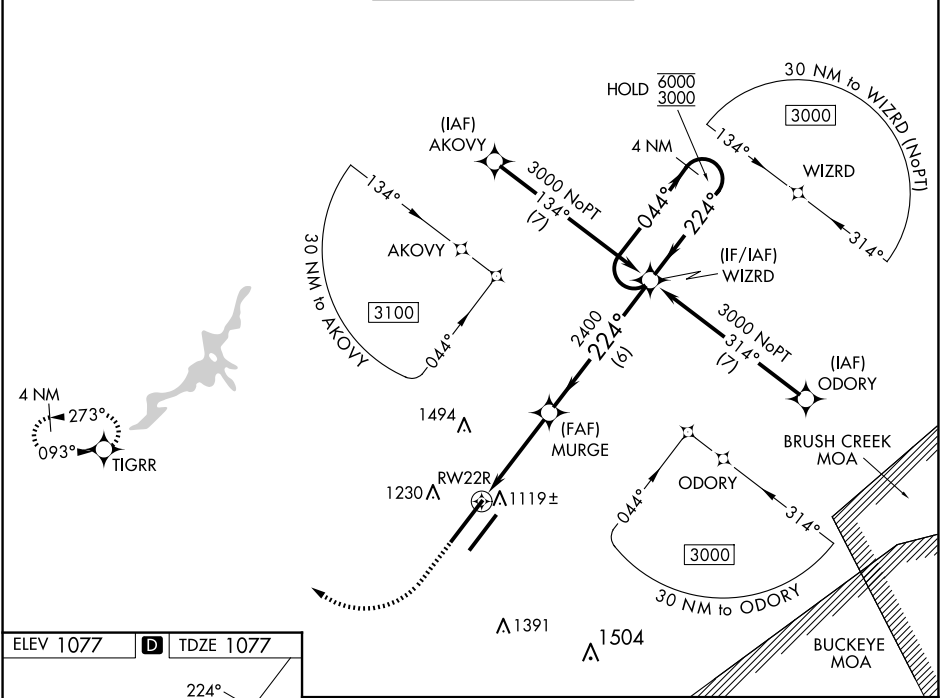 30 NM to WIZRD (NoPT)
HOLD 6000
3000
3000
134°
WIZRD
314°
4 NM
044°
224°
(IAF)
AKOVY
3000 NoPT
134°
(7)
134°
AKOVY
3100
044°
30 NM to AKOVY
(IF/IAF)
WIZRD
2400
224°
(6)
3000 NoPT
314°
(7)
(IAF)
ODORY
4 NM
273°
093°
TIGRR
1494
(FAF)
MURGE
BRUSH CREEK
MOA
1230
RW22R
1119±
ODORY
044°
314°
3000
30 NM to ODORY
1391
1504
BUCKEYE
MOA
ELEV 1077
D
TDZE 1077
224°